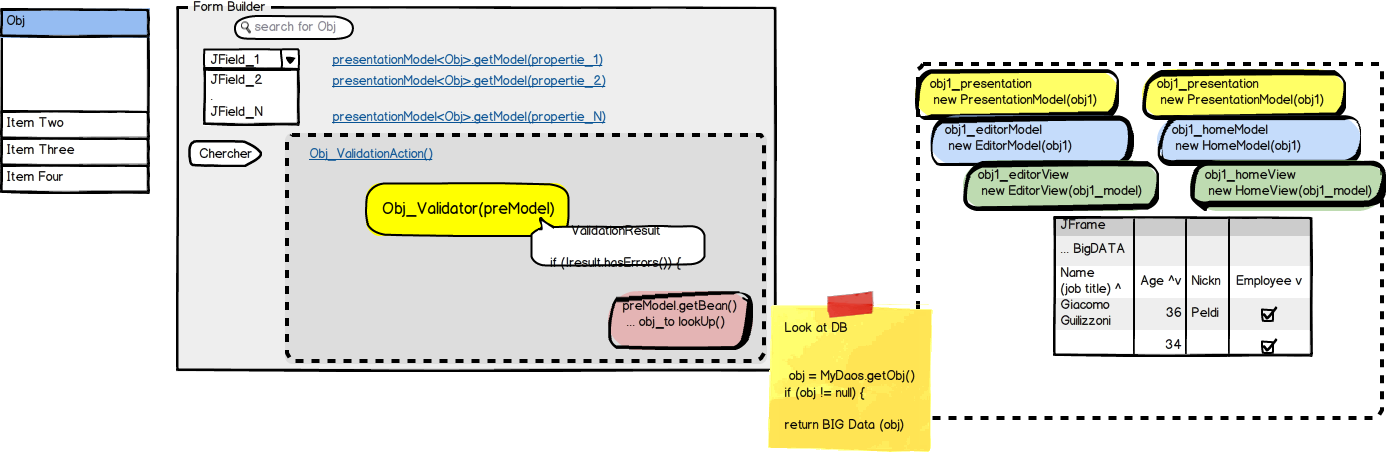 Obj
Item Two
Item Three
Item Four
Form Builder
search for Obj
JField_1
JField_2
.
JField_N
presentationModel<Obj>.getModel(propertie_1)
presentationModel<Obj>.getModel(propertie_2)
presentationModel<Obj>.getModel(propertie_N)
Chercher
Obj_ValidationAction()
Obj_Validator(preModel)
ValidationResult
if (!result.hasErrors()) {
preModel.getBean()
... obj_to lookUp()
Look at DB
obj = MyDaos.getObj()
if (obj != null) {
return BIG Data (obj)
obj1_presentation
new PresentationModel(obj1)
obj1_editorModel
new EditorModel(obj1)
obj1_editorView
new EditorView(obj1_model)
obj1_presentation
new PresentationModel(obj1)
obj1_homeModel
new HomeModel(obj1)
obj1_homeView
new HomeView(obj1_model)
JFrame
... BigDATA
Name
(job title) ^ Age ^v Nickn Employee v
Giacomo
Guilizzoni 36 Peldi
34